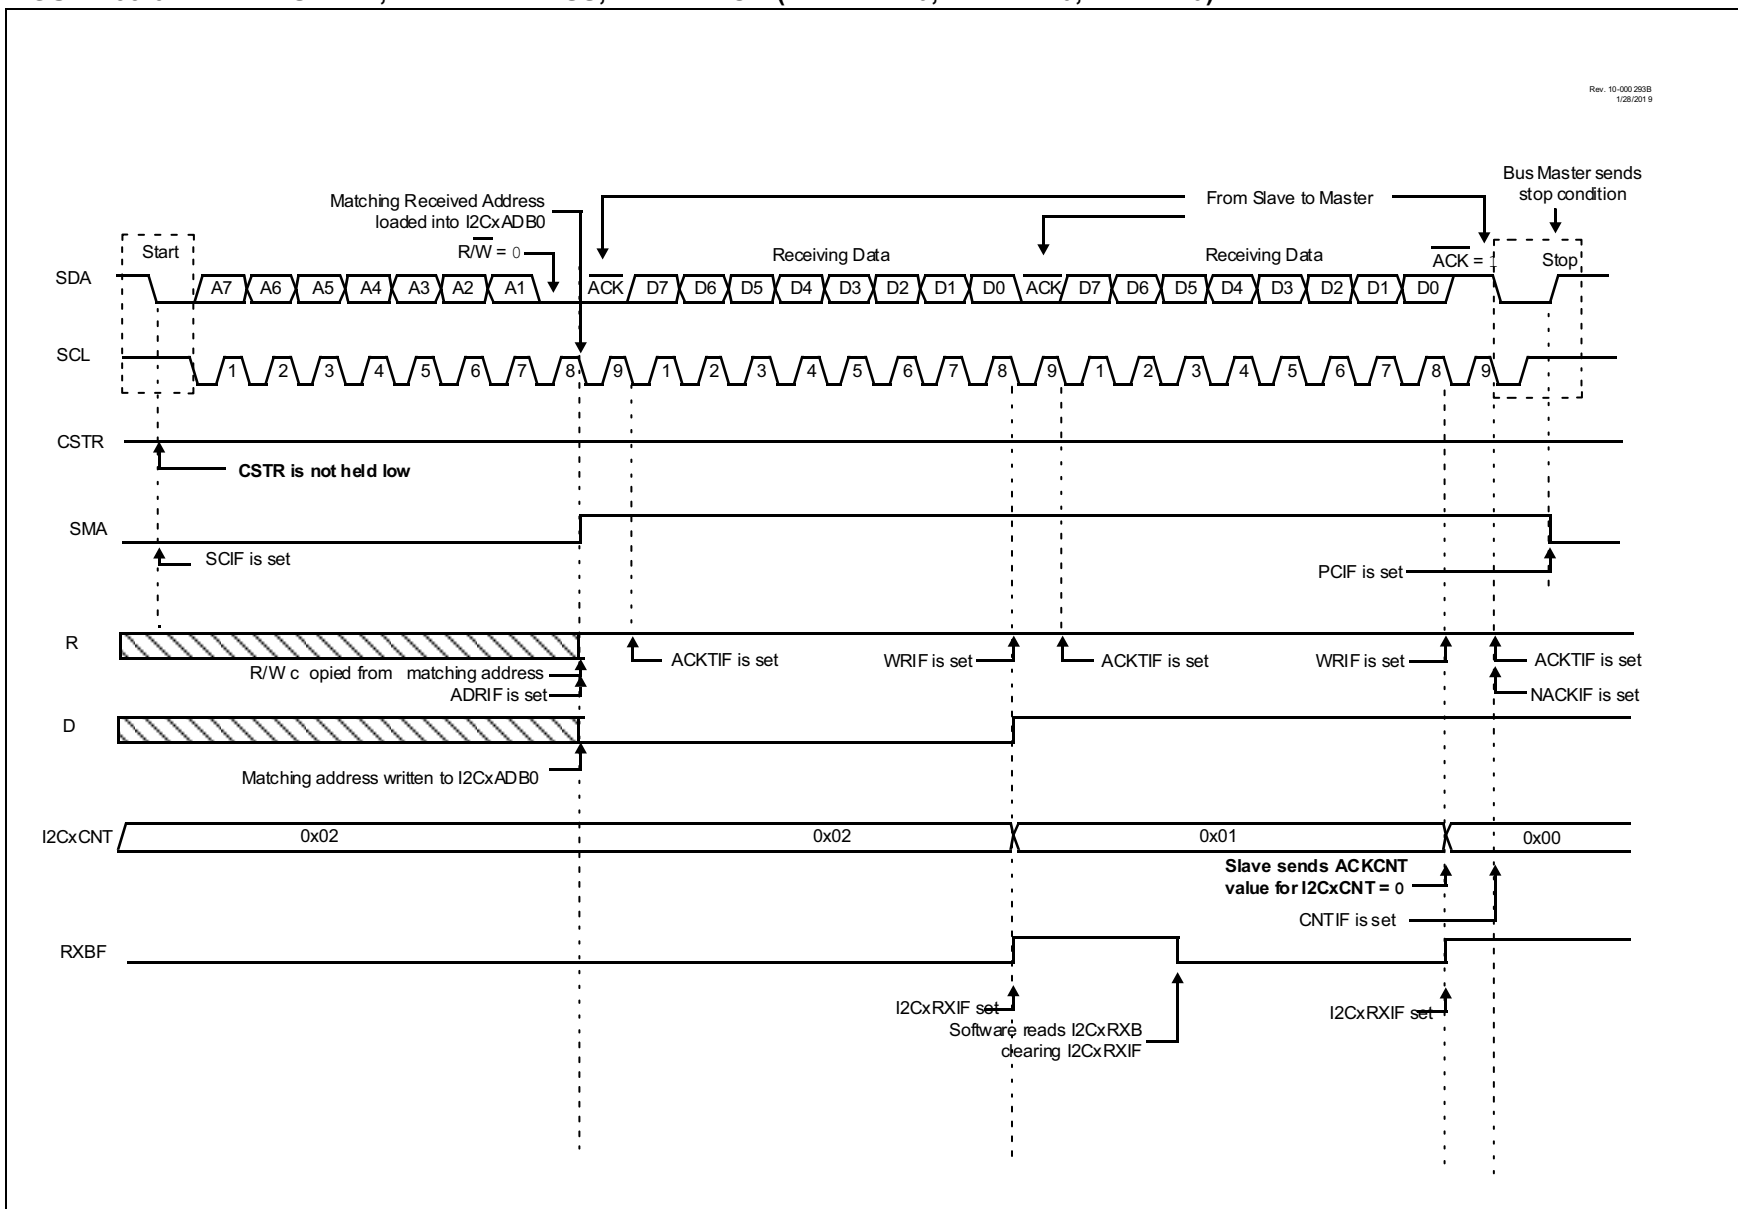 Rev. 10-000 293B
1/28/201 9
Bus Master sends
stop condition
Matching Received Address
loaded into I2CxADB0
From Slave to Master
Start
R/W = 0
Receiving Data
Receiving Data
ACK = 1
Stop
SDA
A7 A6 A5 A4 A3 A2 A1 ACK D7 D6 D5 D4 D3 D2 D1 D0 ACK D7 D6 D5 D4 D3 D2 D1 D0
SCL
1 2 3 4 5 6 7 8 9 1 2 3 4 5 6 7 8 9 1 2 3 4 5 6 7 8 9
CSTR
CSTR is not held low
SMA
SCIF is set
PCIF is set
R
R/W c opied from matching address
ADRIF is set
ACKTIF is set
WRIF is set
ACKTIF is set
WRIF is set
ACKTIF is set
NACKIF is set
D
Matching address written to I2CxADB0
I2CxCNT
0x02 0x02 0x01 0x00
Slave sends ACKCNT
value for I2CxCNT = 0
CNTIF is set
RXBF
I2CxRXIF set
Software reads I2CxRXB
clearing I2CxRXIF
I2CxRXIF set